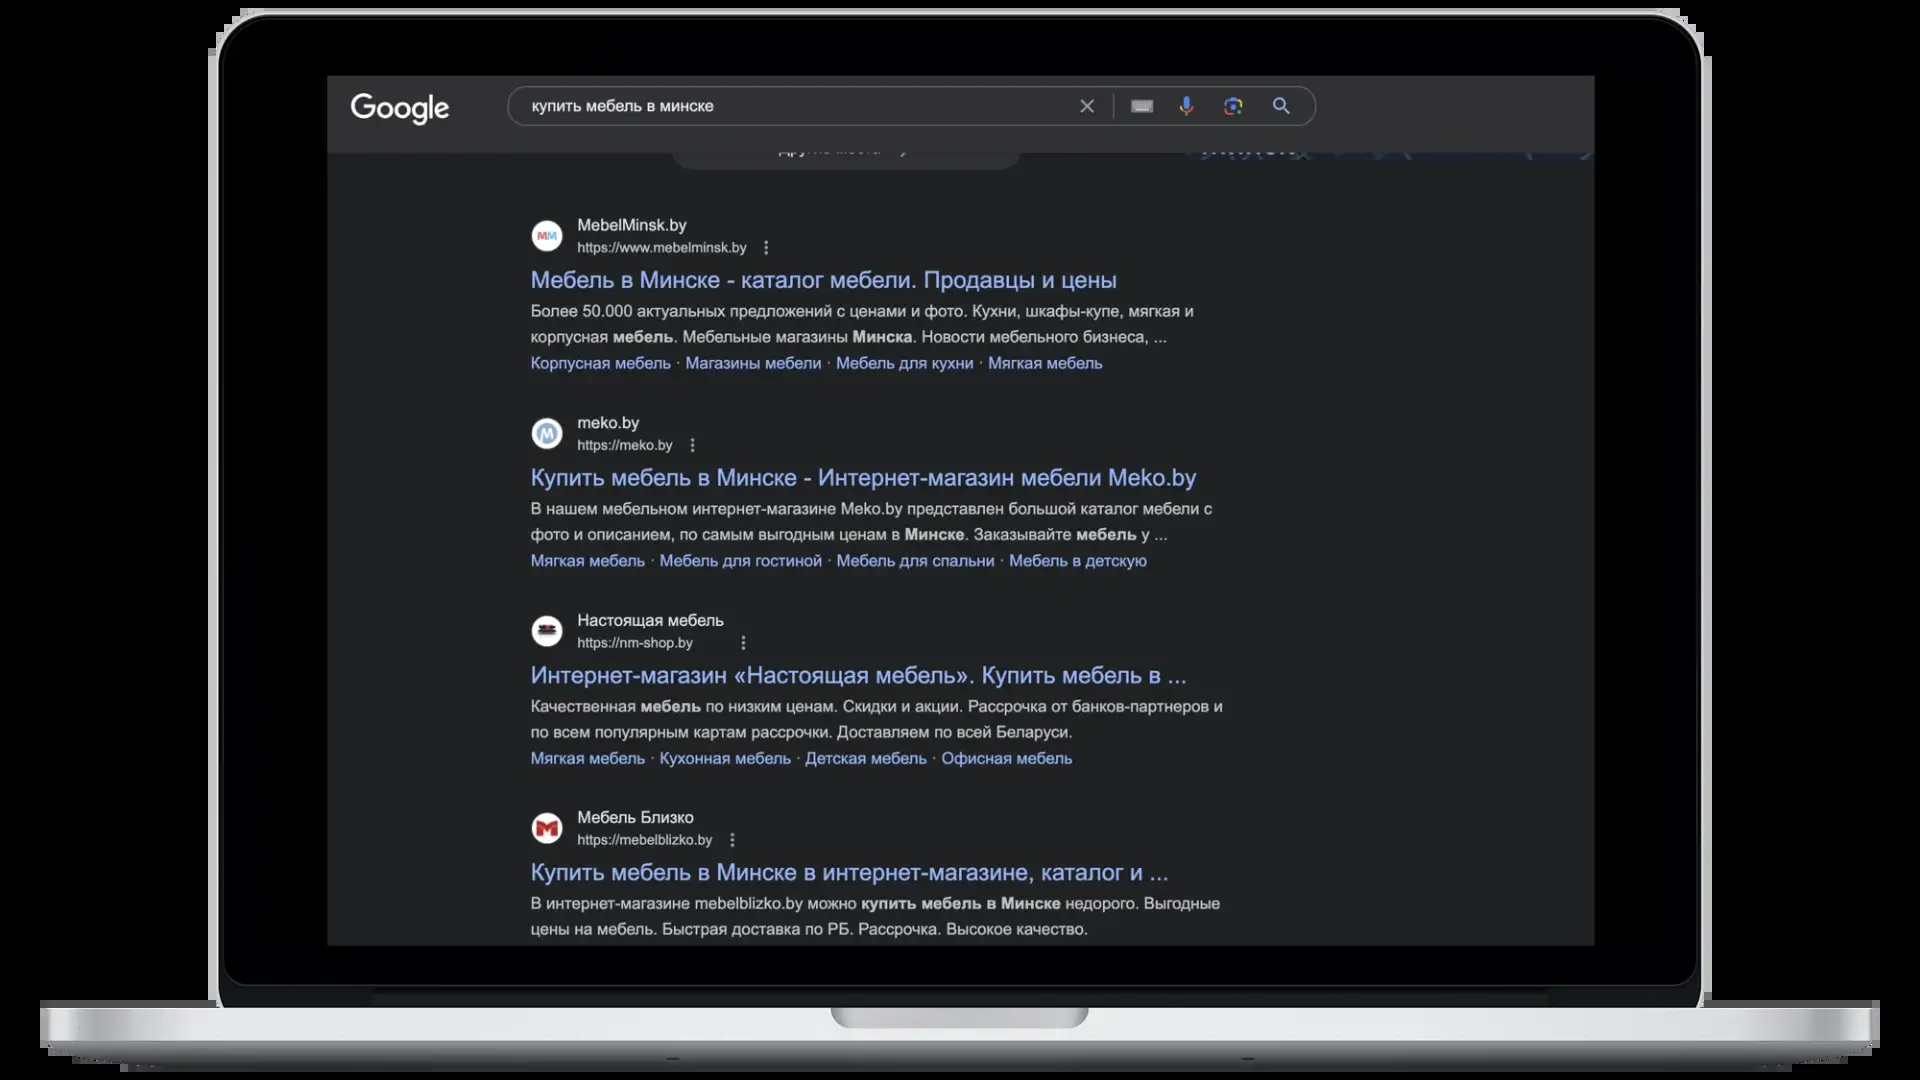 Google
купить мебель в минске
MM
MebelMinsk.by
https://www.mebelminsk.by
Мебель в Минске - каталог мебели. Продавцы и цены
Более 50.000 актуальных предложений с ценами и фото. Кухни, шкафы-купе, мягкая и
корпусная мебель. Мебельные магазины Минска. Новости мебельного бизнеса, ...
Корпусная мебель · Магазины мебели · Мебель для кухни · Мягкая мебель
M
meko.by
https://meko.by
Купить мебель в Минске - Интернет-магазин мебели Meko.by
В нашем мебельном интернет-магазине Meko.by представлен большой каталог мебели с
фото и описанием, по самым выгодным ценам в Минске. Заказывайте мебель у ...
Мягкая мебель · Мебель для гостиной · Мебель для спальни · Мебель в детскую
Настоящая мебель
https://nm-shop.by
Интернет-магазин «Настоящая мебель». Купить мебель в ...
Качественная мебель по низким ценам. Скидки и акции. Рассрочка от банков-партнеров и
по всем популярным картам рассрочки. Доставляем по всей Беларуси.
Мягкая мебель · Кухонная мебель · Детская мебель · Офисная мебель
M
Мебель Близко
https://mebelblizko.by
Купить мебель в Минске в интернет-магазине, каталог и ...
В интернет-магазине mebelblizko.by можно купить мебель в Минске недорого. Выгодные
цены на мебель. Быстрая доставка по РБ. Рассрочка. Высокое качество.